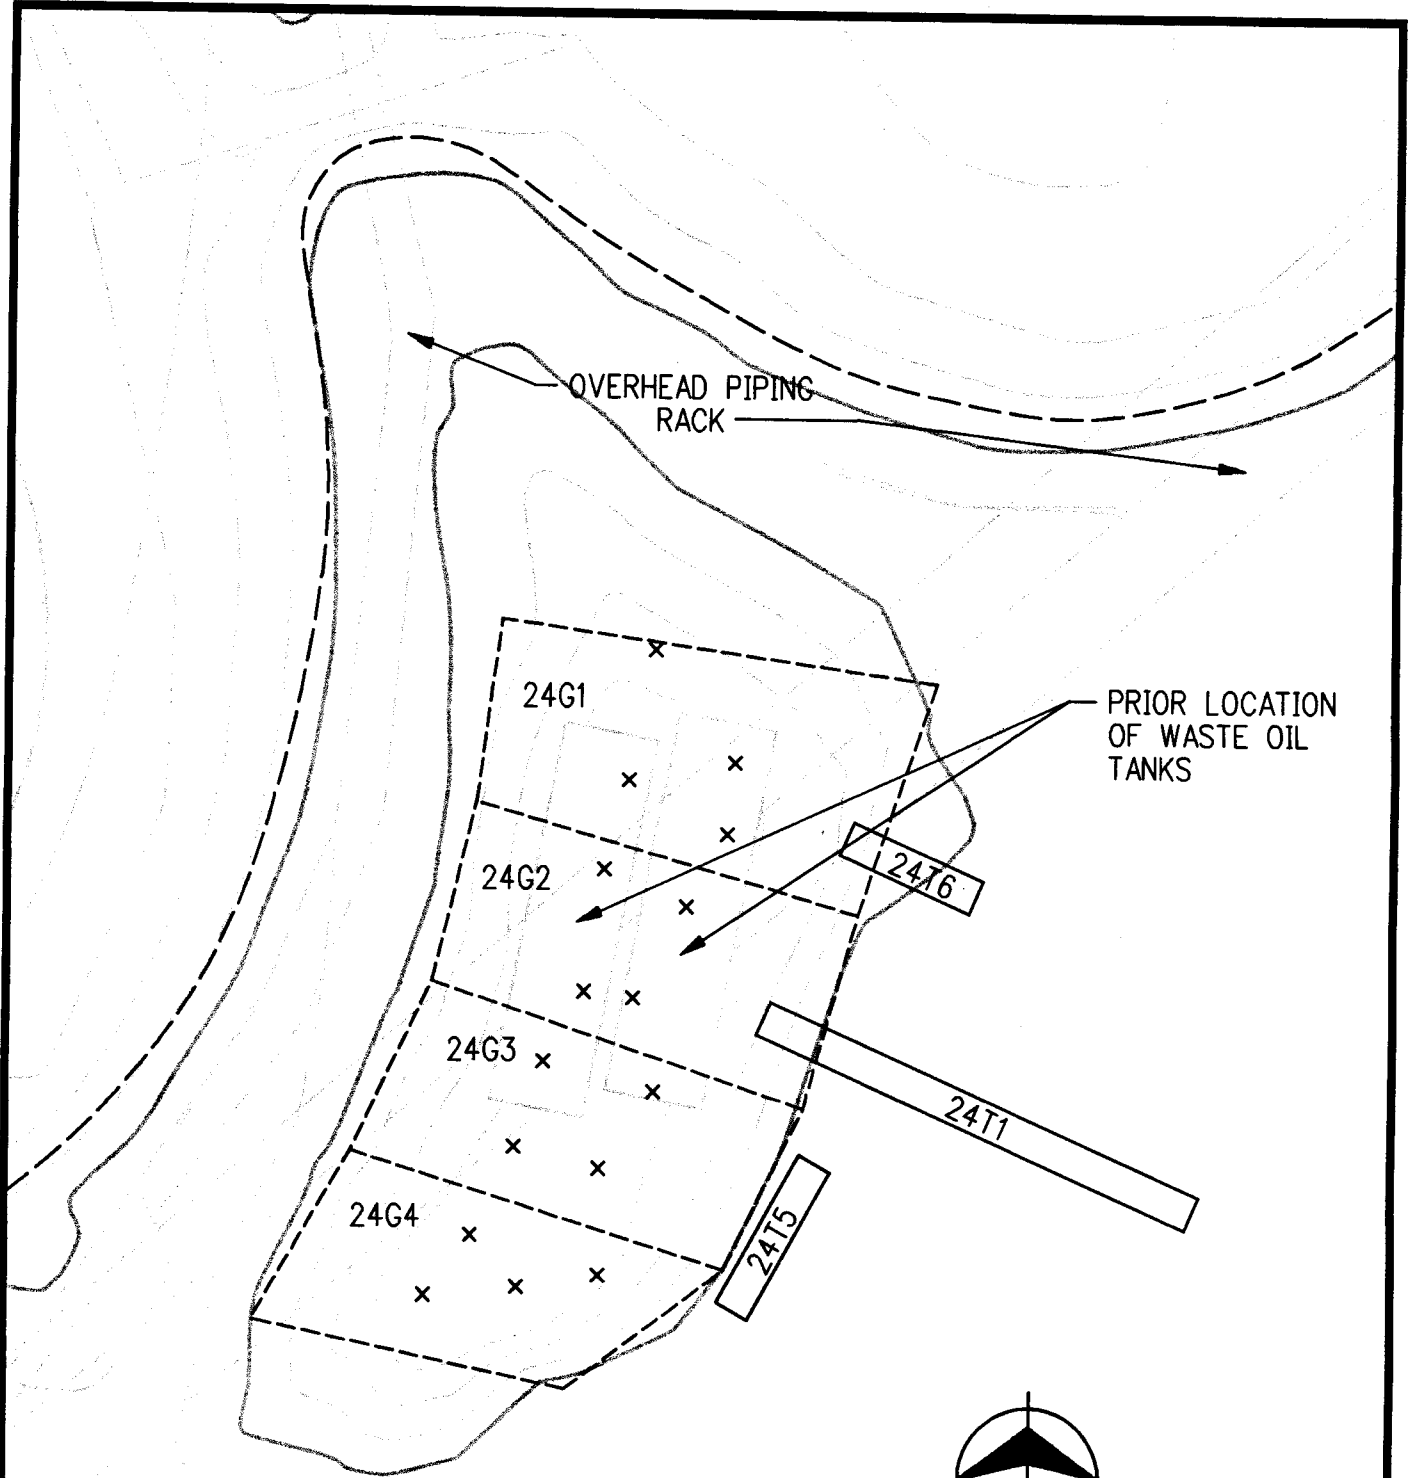 OVERHEAD PIPING
RACK
24G1
PRIOR LOCATION
OF WASTE OIL
TANKS
24G2
24T6
24G3
24T1
24G4
24T5